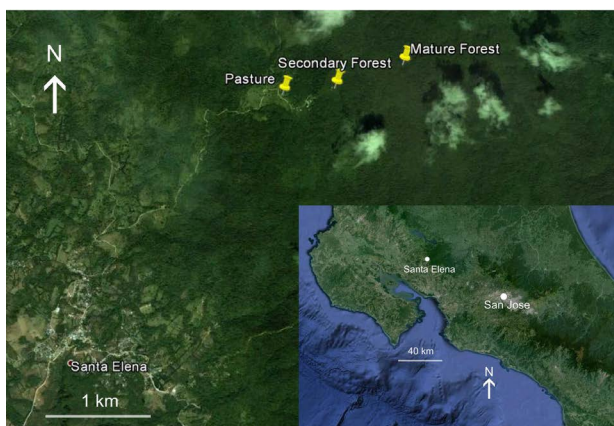 N
Mature Forest
Secondary Forest
Pasture
Santa Elena
1 km
Santa Elena
San Jose
40 km
N